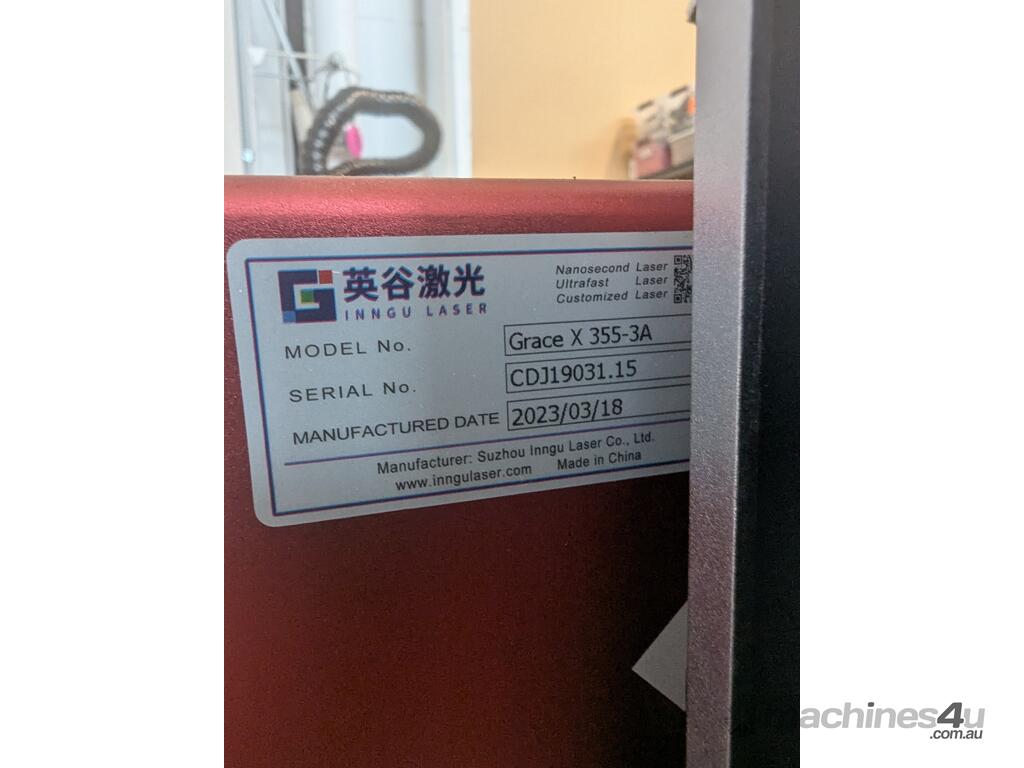 英谷激光
INNGU LASER
Nanosecond Laser
Ultrafast Laser
Customized Laser
MODEL No. Grace X 355-3A
SERIAL No. CDJ19031.15
MANUFACTURED DATE 2023/03/18
Manufacturer: Suzhou Inngu Laser Co., Ltd.
www.inngulaser.com Made in China
machines4u
.com.au